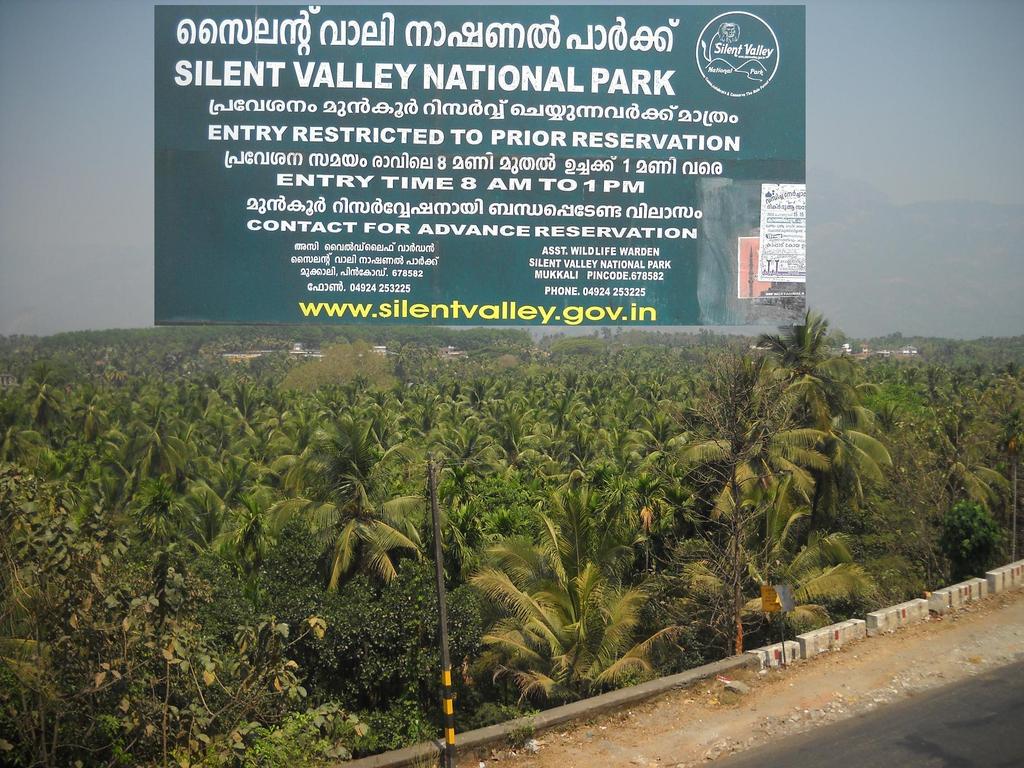 സൈലന്റ് വാലി നാഷണൽ പാർക്ക്
SILENT VALLEY NATIONAL PARK
Silent Valley
National Park
പ്രവേശനം മുൻകൂർ റിസർവ്വ് ചെയ്യുന്നവർക്ക് മാത്രം
ENTRY RESTRICTED TO PRIOR RESERVATION
പ്രവേശന സമയം രാവിലെ 8 മണി മുതൽ ഉച്ചക്ക് 1 മണി വരെ
ENTRY TIME 8 AM TO 1 PM
മുൻകൂർ റിസർവ്വേഷനായി ബന്ധപ്പെടേണ്ട വിലാസം
CONTACT FOR ADVANCE RESERVATION
അസി വൈൽഡ്‌ലൈഫ് വാർഡൻ
സൈലന്റ് വാലി നാഷണൽ പാർക്ക്
മുക്കാലി, പിൻകോഡ്. 678582
ഫോൺ. 04924 253225
ASST. WILDLIFE WARDEN
SILENT VALLEY NATIONAL PARK
MUKKALI PINCODE.678582
PHONE. 04924 253225
www.silentvalley.gov.in